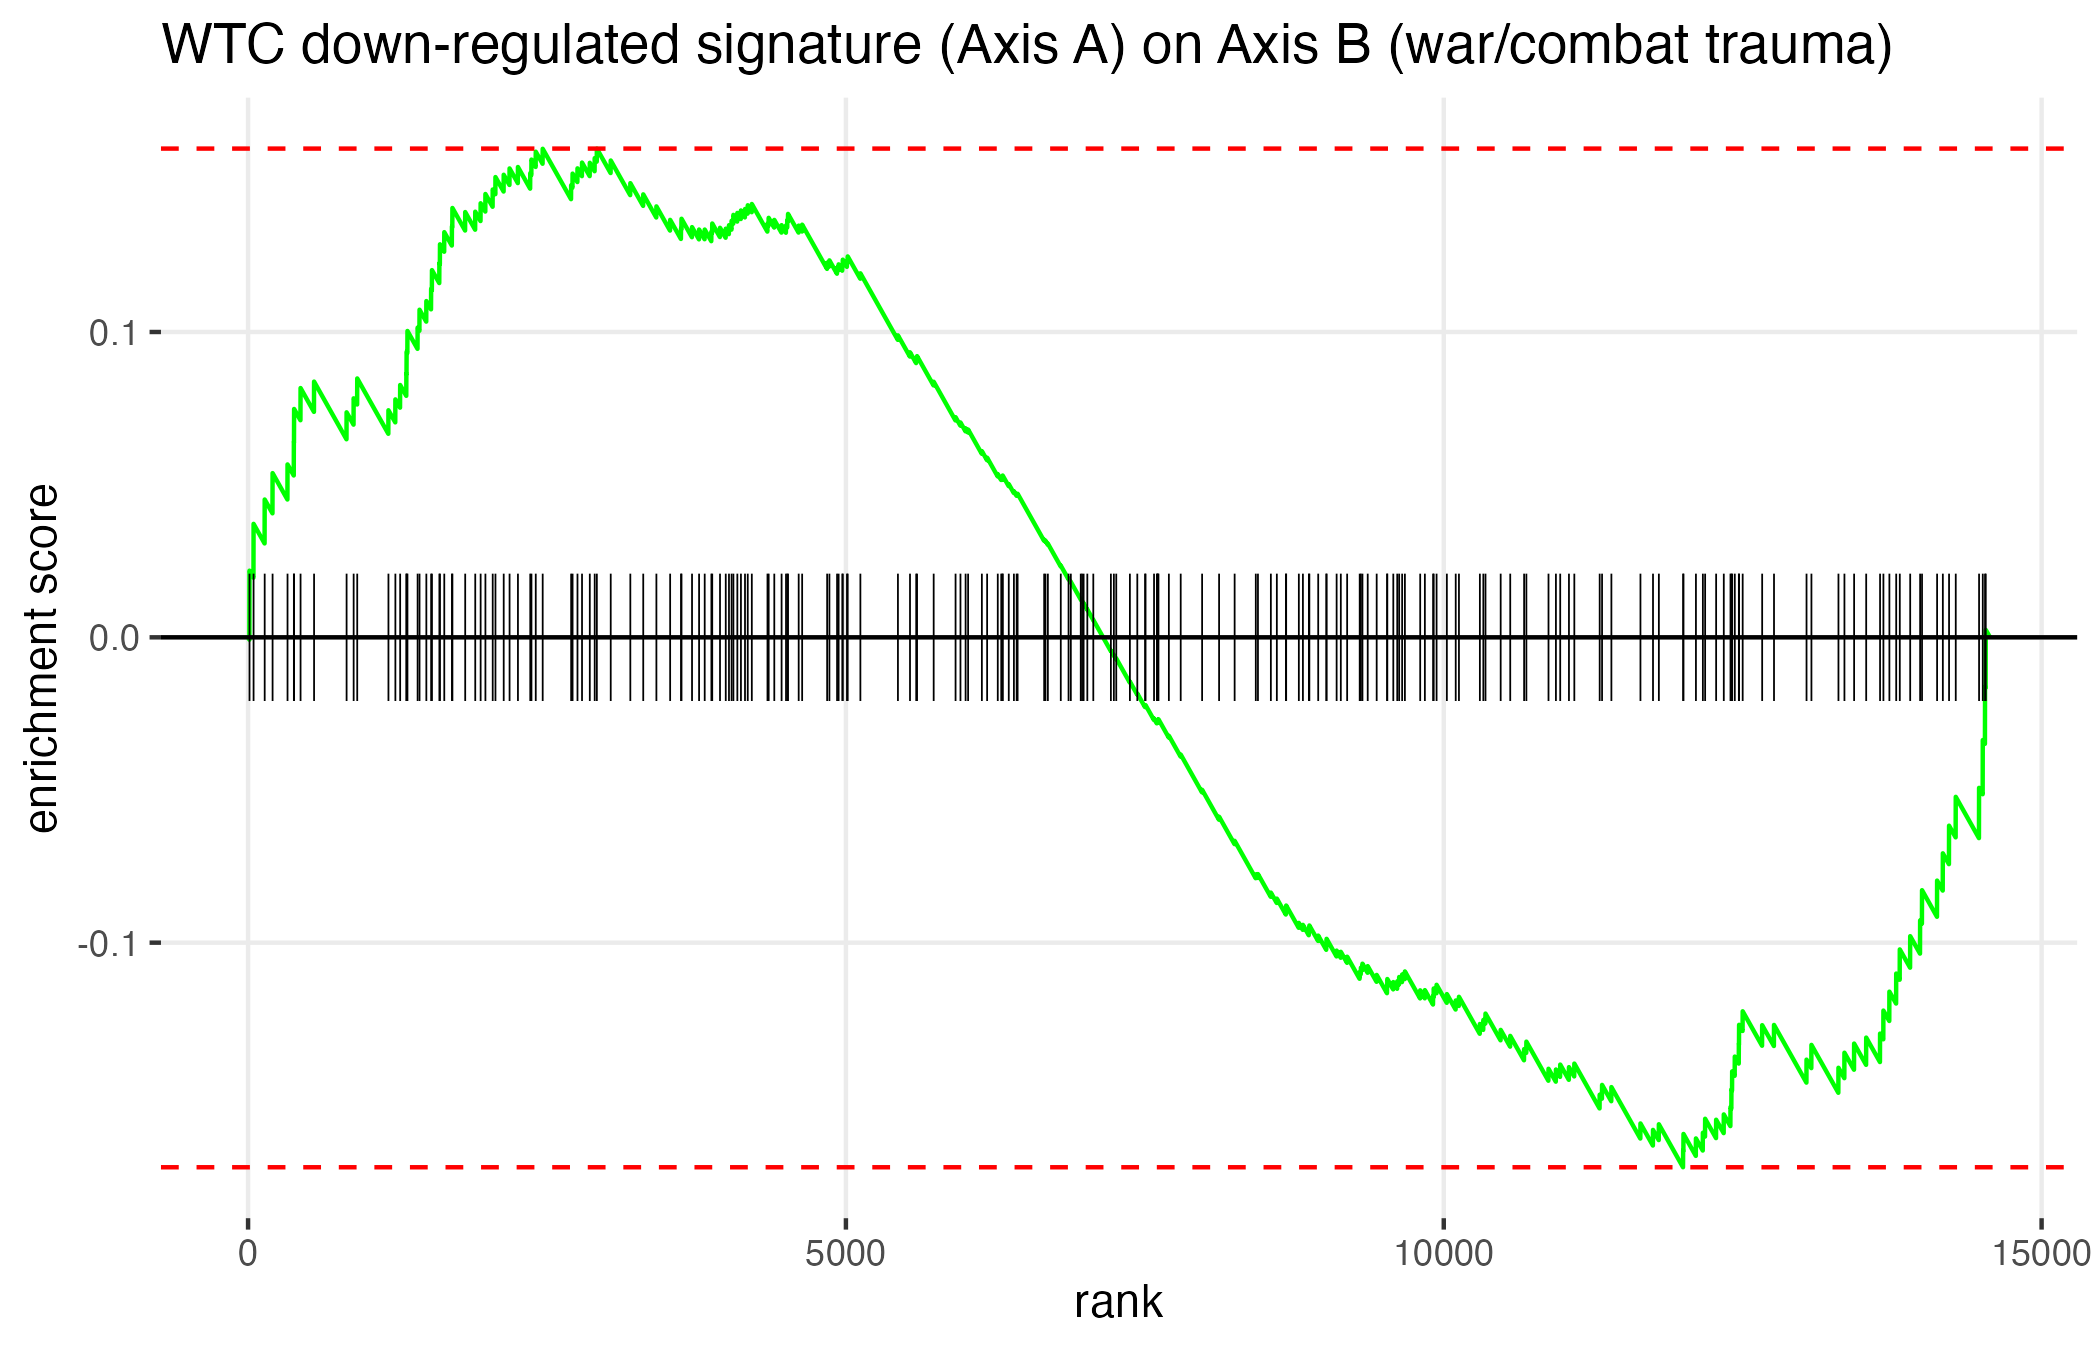 WTC down-regulated signature (Axis A) on Axis B (war/combat trauma)
enrichment score
0.1
0.0
-0.1
0
5000
10000
15000
rank